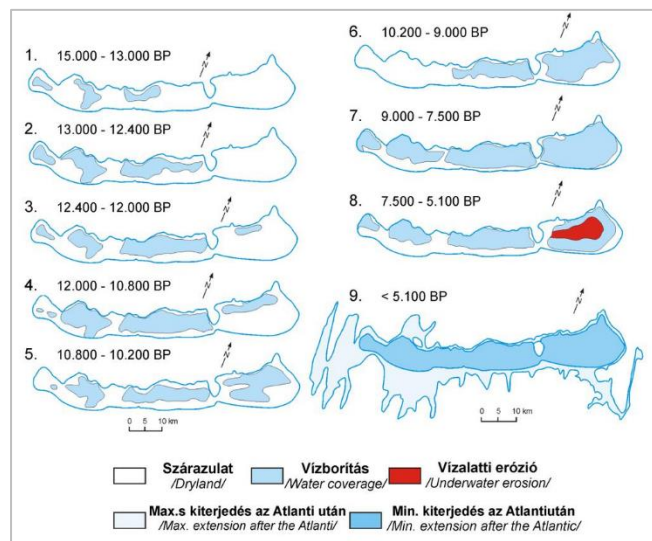 1. 15.000 - 13.000 BP
N
2. 13.000 - 12.400 BP
N
3. 12.400 - 12.000 BP
N
4. 12.000 - 10.800 BP
N
5. 10.800 - 10.200 BP
N
0 5 10 km
6. 10.200 - 9.000 BP
N
7. 9.000 - 7.500 BP
N
8. 7.500 - 5.100 BP
N
9. < 5.100 BP
N
0 5 10 km
Szárazulat
/Dryland/
Vízborítás
/Water coverage/
Vízalatti erózió
/Underwater erosion/
Max.s kiterjedés az Atlanti után
/Max. extension after the Atlanti/
Min. kiterjedés az Atlantiután
/Min. extension after the Atlantic/